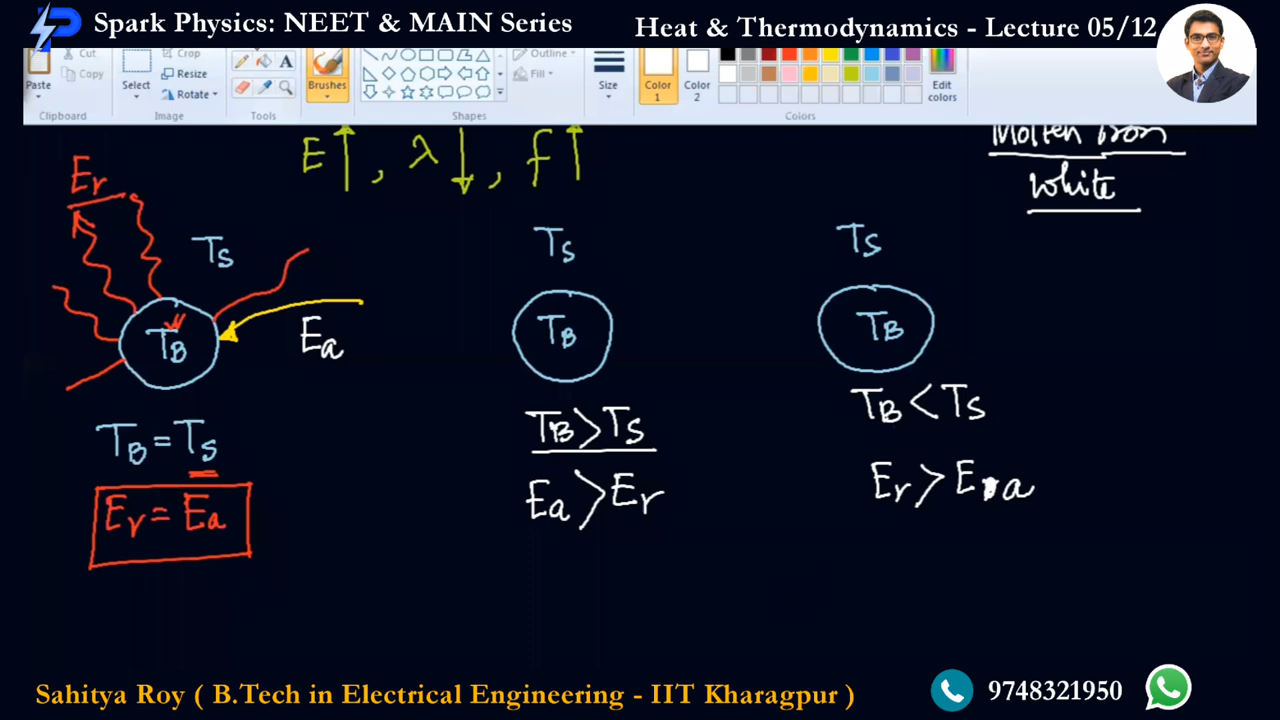 Spark Physics: NEET & MAIN Series
Heat & Thermodynamics - Lecture 05/12
Cut
Crop
Outline
Paste
Copy
Select
Resize
Brushes
Fill
Size
Color
1
Color
2
Edit
colors
Rotate
A
Clipboard
Image
Tools
Shapes
Colors
E↑, λ↓, f↑
Molten Iron
White
Er
TS
TS
TS
TB
Ea
TB
TB
TB = TS
TB > TS
TB < TS
Er = Ea
Ea > Er
Er > Ea
Sahitya Roy ( B.Tech in Electrical Engineering - IIT Kharagpur )
9748321950